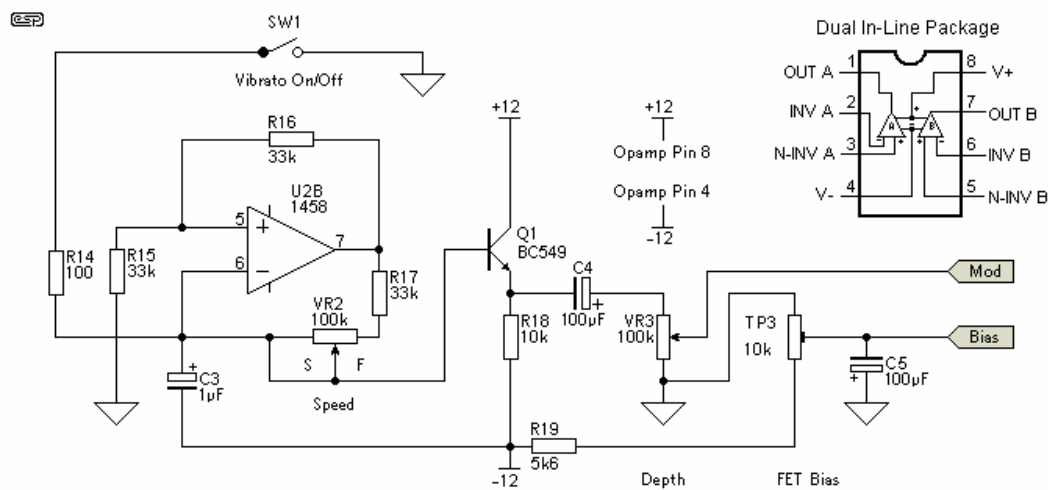 esp
SW1
Vibrato On/Off
Dual In-Line Package
1
OUT A
2
INV A
3
N-INV A
4
V-
8
V+
7
OUT B
6
INV B
5
N-INV B
A
B
+12
+12
Opamp Pin 8
Opamp Pin 4
-12
R16
33k
U2B
1458
5
+
6
−
7
R14
100
R15
33k
R17
33k
VR2
100k
S
F
Speed
C3
1µF
+
Q1
BC549
C4
100µF
+
R18
10k
VR3
100k
TP3
10k
Mod
Bias
C5
100µF
+
R19
5k6
-12
Depth
FET Bias